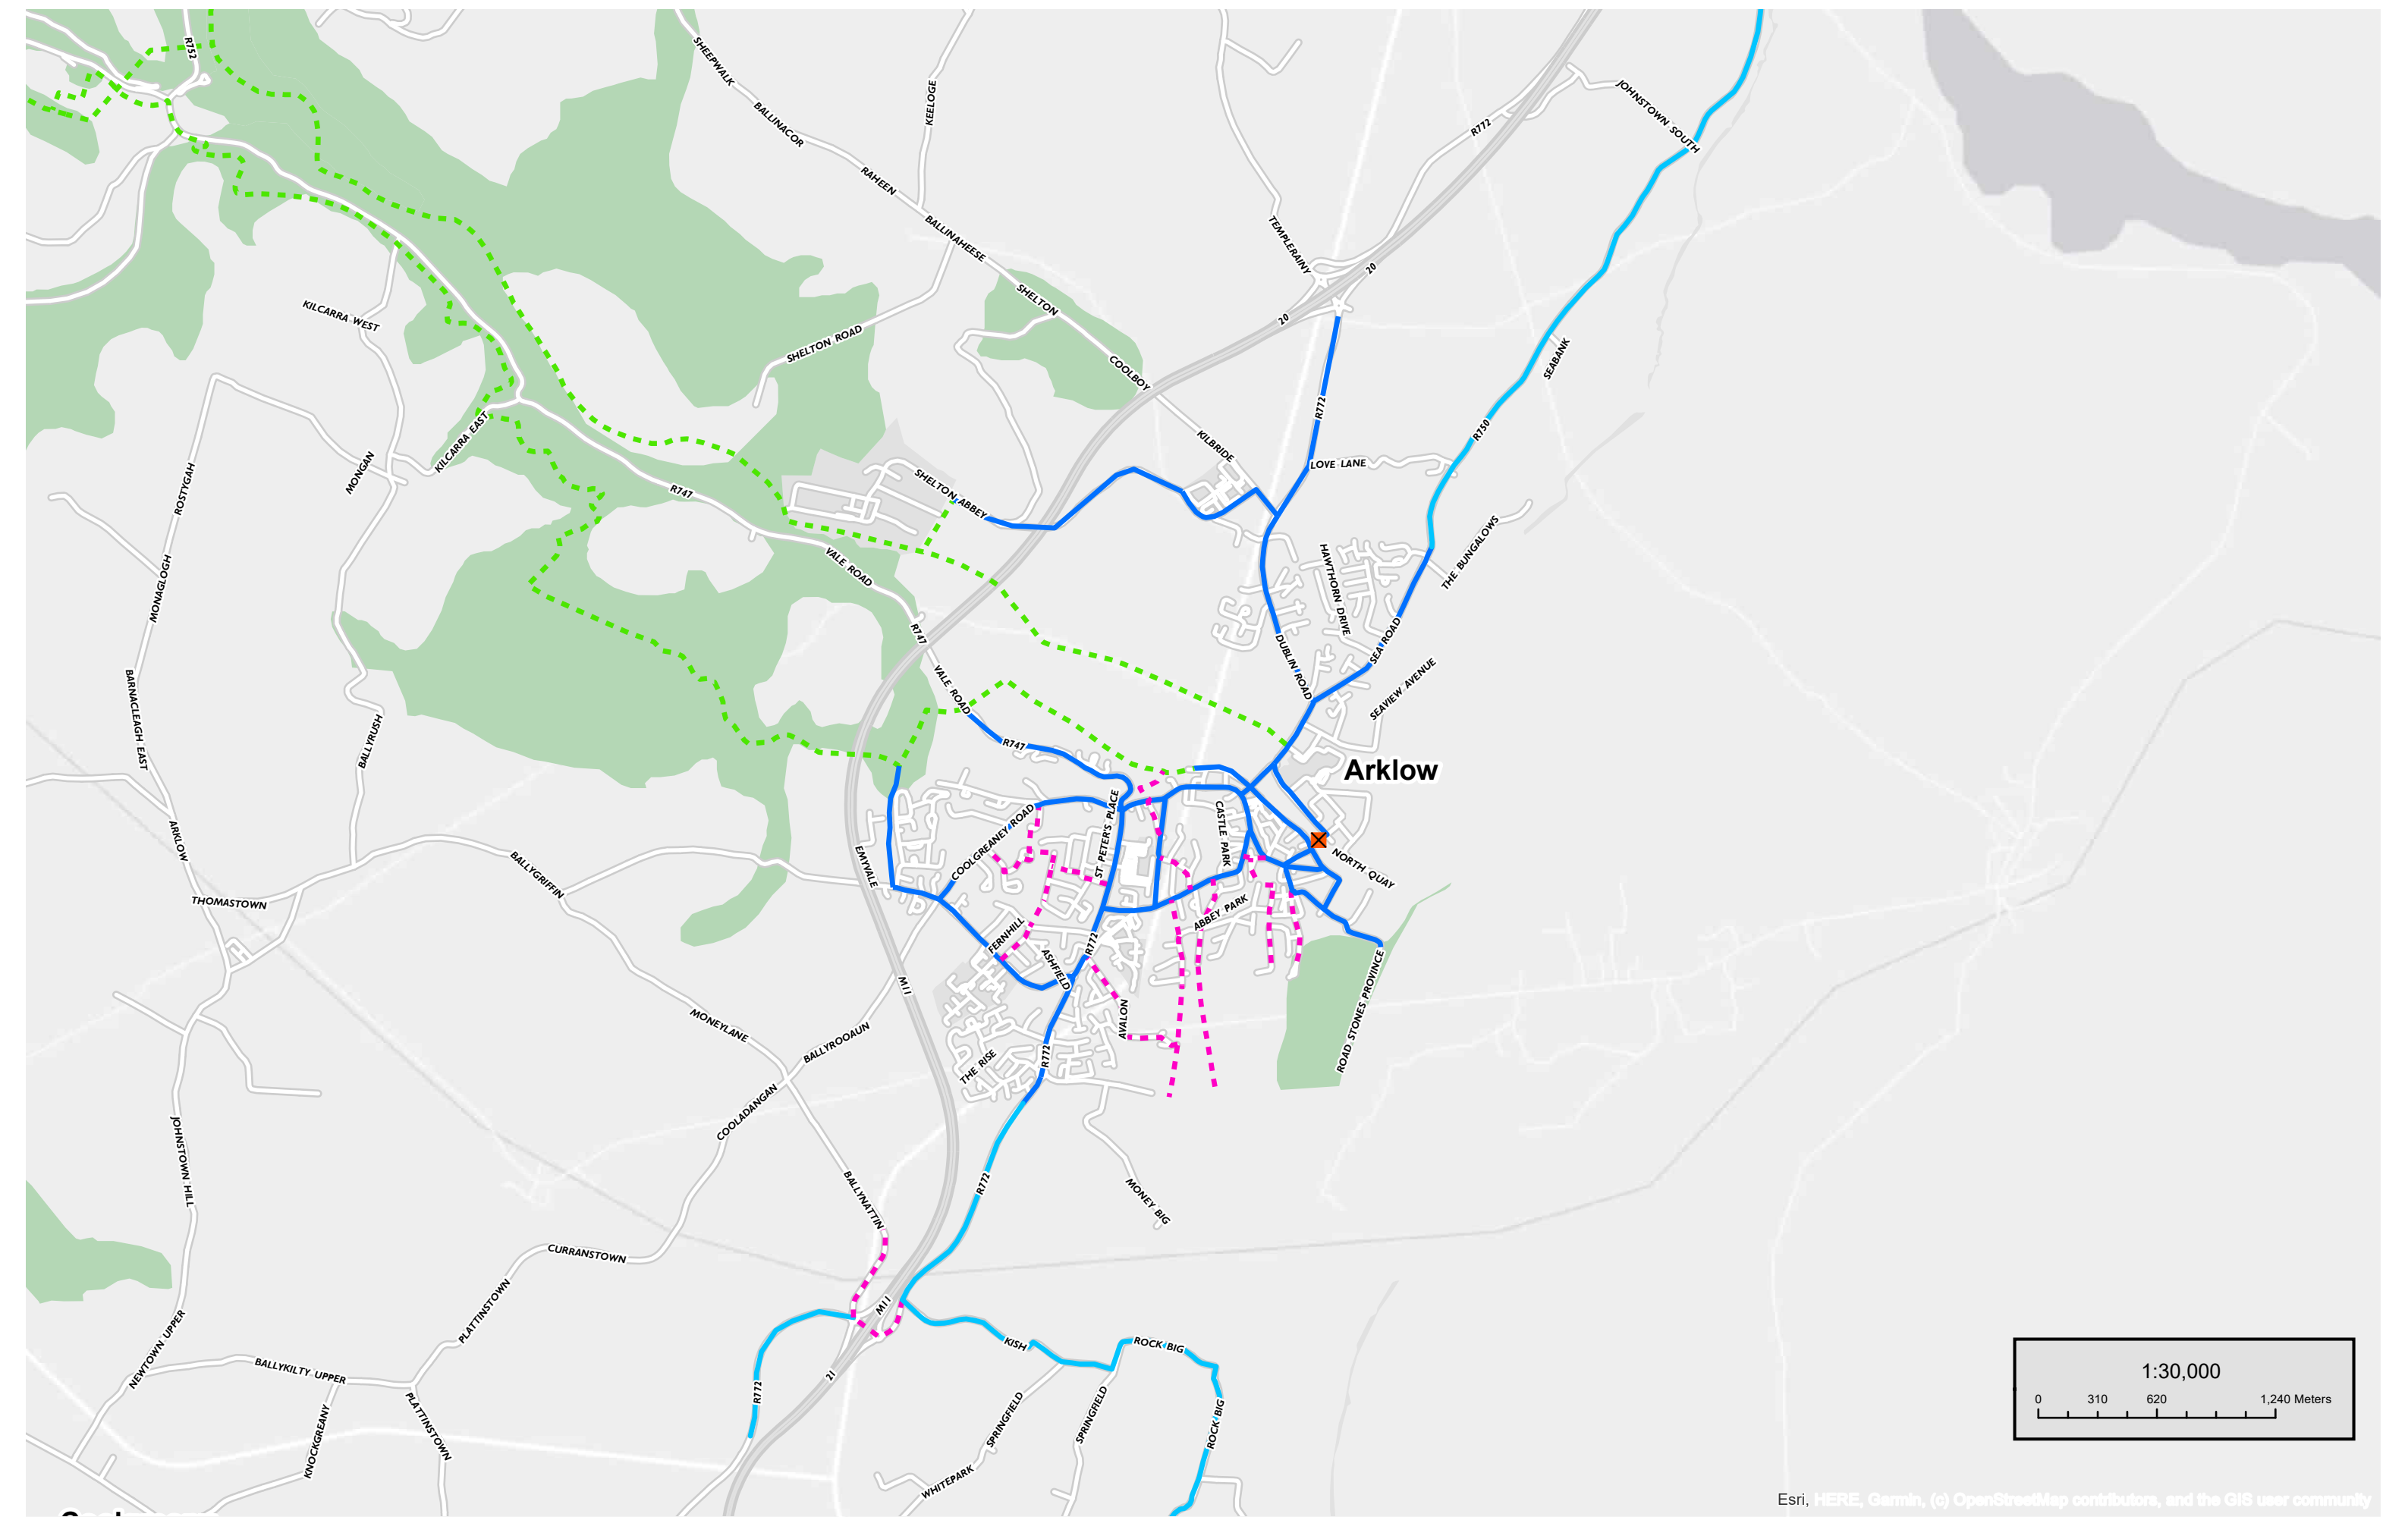 R752
SHEEPWALK
BALLINACOR
KEELOGE
RAHEEN
BALLINAHEESE
JOHNSTOWN SOUTH
R772
TEMPLERAINY
20
20
SHELTON
KILCARRA WEST
SHELTON ROAD
COOLBOY
SEABANK
R772
R750
KILBRIDE
KILCARRA EAST
LOVE LANE
MONGAN
ROSTYGAH
R747
SHELTON ABBEY
THE BUNGALOWS
VALE ROAD
HAWTHORN DRIVE
MONAGLOGH
R747
SEA ROAD
DUBLIN ROAD
VALE ROAD
SEAVIEW AVENUE
BARNACLEAGH EAST
BALLYRUSH
R747
Arklow
ST PETER'S PLACE
CASTLE PARK
COOLGREANEY ROAD
ARKLOW
EMYVALE
BALLYGRIFFIN
NORTH QUAY
THOMASTOWN
ABBEY PARK
FERNHILL
R772
ASHFIELD
M11
ROAD STONES PROVINCE
AVALON
MONEYLANE
BALLYROOAUN
R772
THE RISE
COOLADANGAN
JOHNSTOWN HILL
R772
BALLYNATTIN
MONEY BIG
CURRANSTOWN
PLATTINSTOWN
M11
NEWTOWN UPPER
KISH
ROCK BIG
BALLYKILTY UPPER
21
R772
PLATTINSTOWN
KNOCKGREANY
SPRINGFIELD
SPRINGFIELD
ROCK BIG
WHITEPARK
1:30,000
0 310 620 1,240 Meters
Esri, HERE, Garmin, (c) OpenStreetMap contributors, and the GIS user community